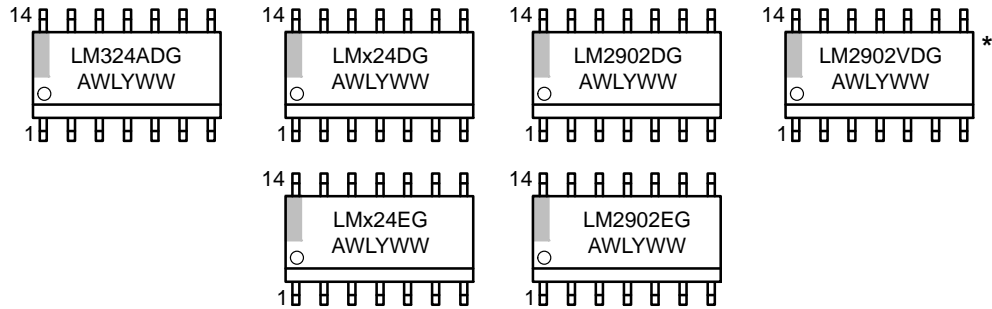 14 14 14 14
LM324ADG LMx24DG LM2902DG LM2902VDG *
AWLYWW AWLYWW AWLYWW AWLYWW
1 1 1 1
14 14
LMx24EG LM2902EG
AWLYWW AWLYWW
1 1